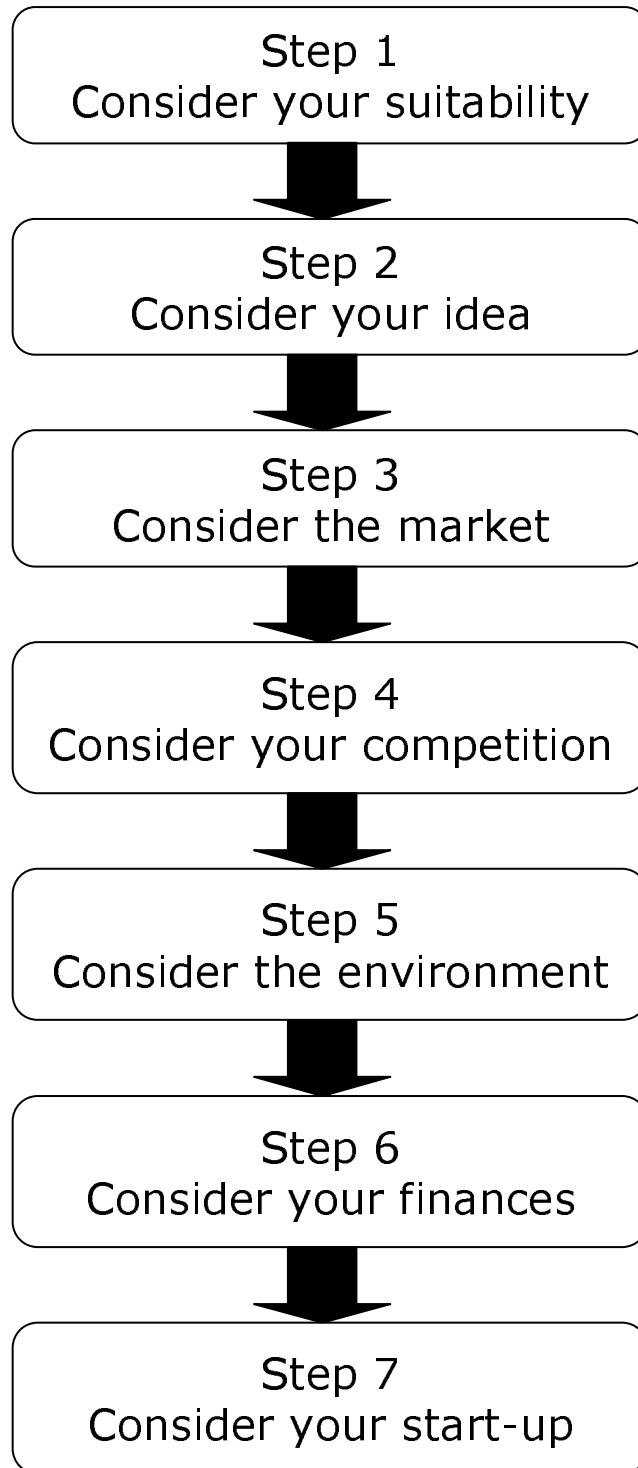 Step 1
Consider your suitability
Step 2
Consider your idea
Step 3
Consider the market
Step 4
Consider your competition
Step 5
Consider the environment
Step 6
Consider your finances
Step 7
Consider your start-up